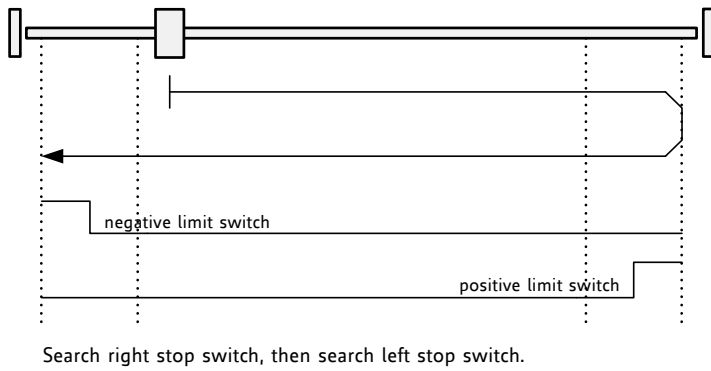 negative limit switch
positive limit switch
Search right stop switch, then search left stop switch.